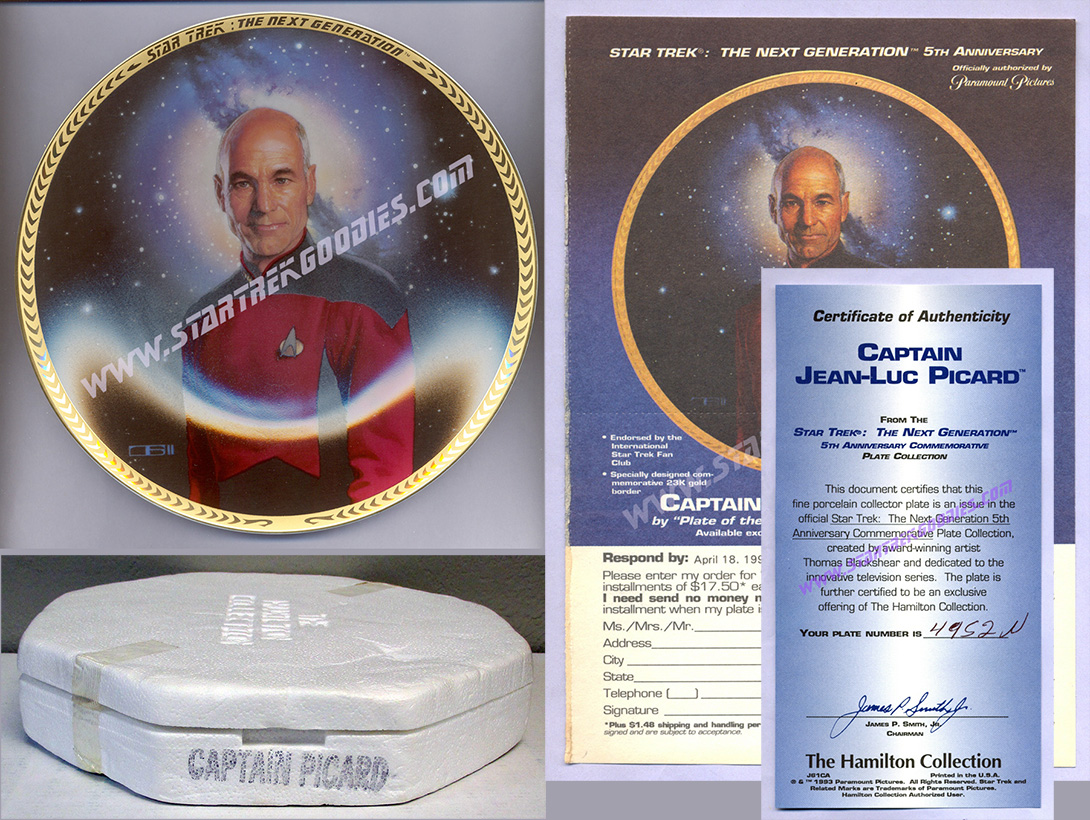 STAR TREK : THE NEXT GENERATION™
WWW.STARTREKGOODIES.COM
CAPTAIN PICARD
STAR TREK®: THE NEXT GENERATION™ 5TH ANNIVERSARY
Officially authorized by
Paramount Pictures
STAR TREK : THE NEXT GENERATION
• Endorsed by the
International
Star Trek Fan
Club
• Specially designed com-
memorative 23K gold
border
CAPTAIN
by "Plate of the
Available exc
Respond by: April 18, 199
Please enter my order for
installments of $17.50* ea
I need send no money n
installment when my plate i
Ms./Mrs./Mr.
Address
City
State
Telephone (___)
Signature
*Plus $1.48 shipping and handling per
signed and are subject to acceptance.
Certificate of Authenticity
CAPTAIN
JEAN-LUC PICARD™
FROM THE
STAR TREK®: THE NEXT GENERATION™
5TH ANNIVERSARY COMMEMORATIVE
PLATE COLLECTION
This document certifies that this
fine porcelain collector plate is an issue in the
official Star Trek: The Next Generation 5th
Anniversary Commemorative Plate Collection,
created by award-winning artist
Thomas Blackshear and dedicated to the
innovative television series. The plate is
further certified to be an exclusive
offering of The Hamilton Collection.
www.STARTREKGOODIES.COM
YOUR PLATE NUMBER IS 4952N
James P. Smith, Jr.
JAMES P. SMITH, JR.
CHAIRMAN
The Hamilton Collection
J61CA Printed in the U.S.A.
® & ™ 1993 Paramount Pictures. All Rights Reserved. Star Trek and
Related Marks are Trademarks of Paramount Pictures.
Hamilton Collection Authorized User.